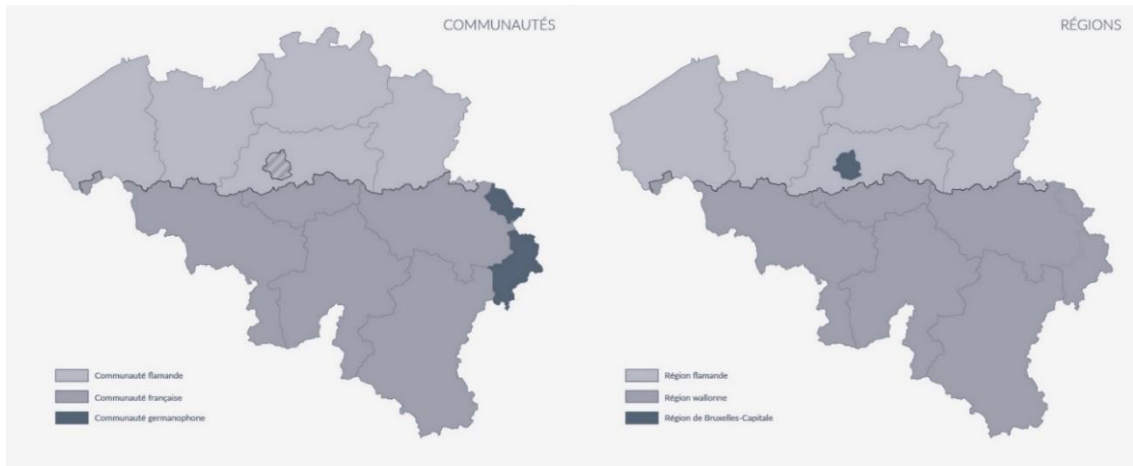 COMMUNAUTÉS
Communauté flamande
Communauté française
Communauté germanophone
RÉGIONS
Région flamande
Région wallonne
Région de Bruxelles-Capitale